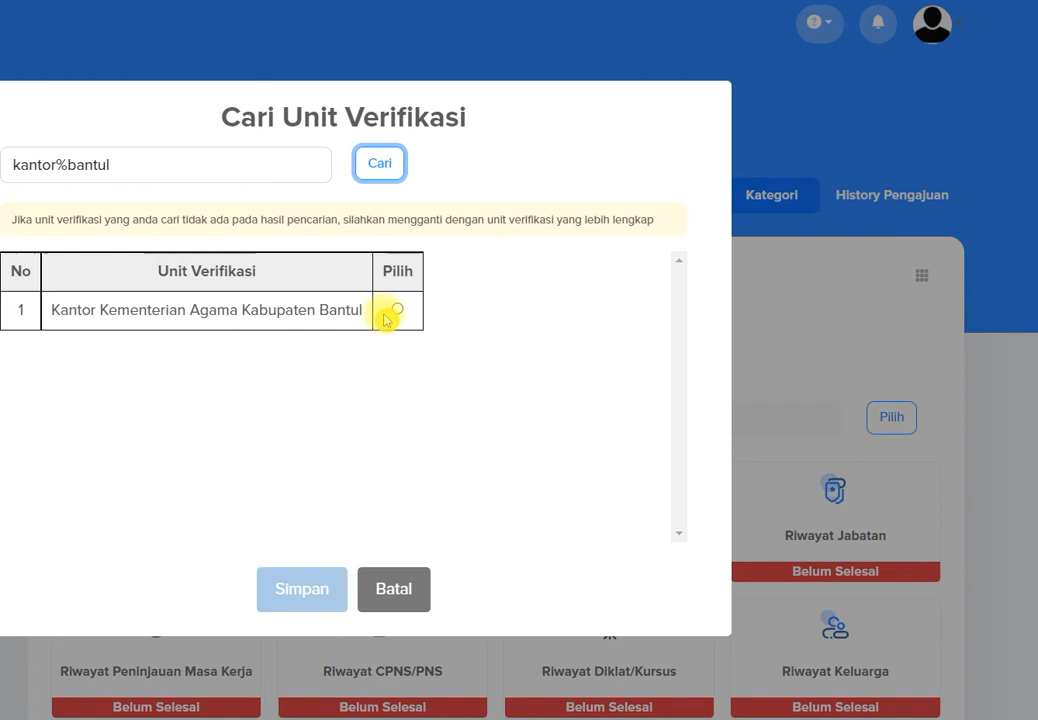 Cari Unit Verifikasi
kantor%bantul
Cari
Jika unit verifikasi yang anda cari tidak ada pada hasil pencarian, silahkan mengganti dengan unit verifikasi yang lebih lengkap
No Unit Verifikasi Pilih
1 Kantor Kementerian Agama Kabupaten Bantul
Simpan Batal
Kategori History Pengajuan
Pilih
Riwayat Jabatan
Belum Selesai
Riwayat Peninjauan Masa Kerja Riwayat CPNS/PNS Riwayat Diklat/Kursus Riwayat Keluarga
Belum Selesai Belum Selesai Belum Selesai Belum Selesai